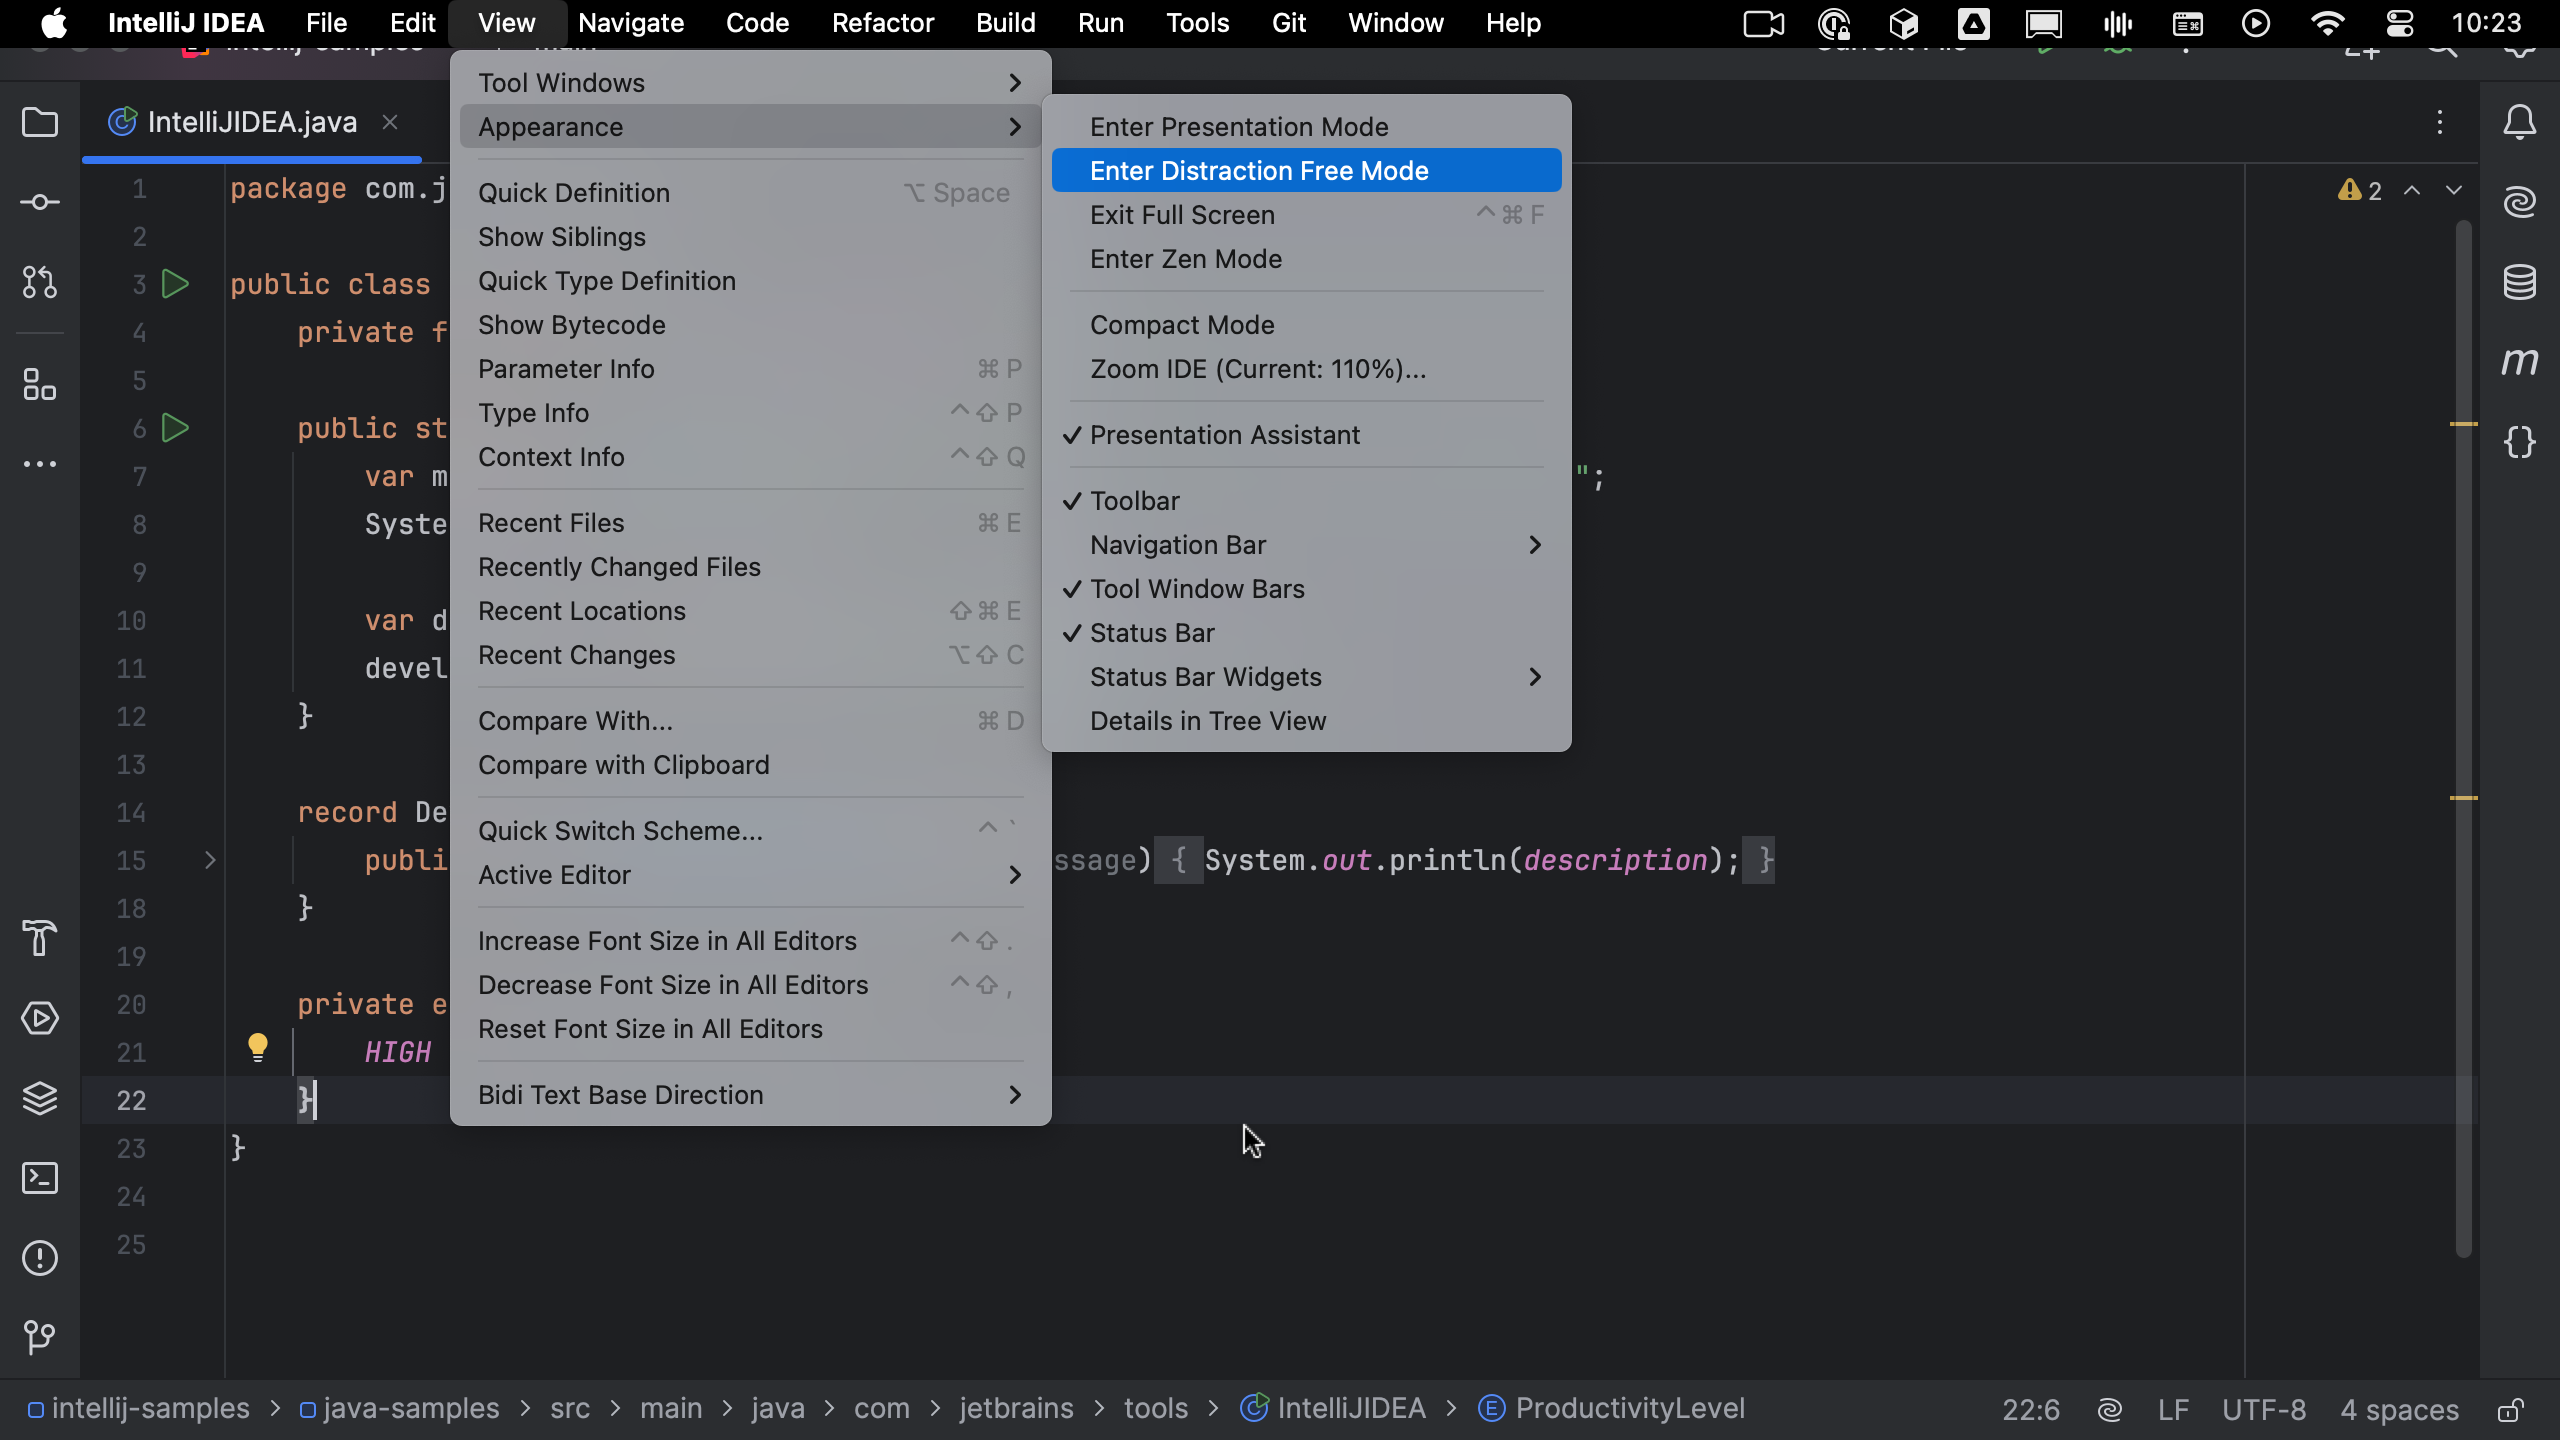 IntelliJ IDEA File Edit View Navigate Code Refactor Build Run Tools Git Window Help 10:23
IntelliJIDEA.java
Tool Windows
Appearance
Quick Definition ⌥ Space
Show Siblings
Quick Type Definition
Show Bytecode
Parameter Info ⌘ P
Type Info ⌃⇧ P
Context Info ⌃⇧ Q
Recent Files ⌘ E
Recently Changed Files
Recent Locations ⇧⌘ E
Recent Changes ⌥⇧ C
Compare With... ⌘ D
Compare with Clipboard
Quick Switch Scheme... ⌃ `
Active Editor
Increase Font Size in All Editors ⌃⇧ .
Decrease Font Size in All Editors ⌃⇧ ,
Reset Font Size in All Editors
Bidi Text Base Direction
Enter Presentation Mode
Enter Distraction Free Mode
Exit Full Screen ⌃⌘ F
Enter Zen Mode
Compact Mode
Zoom IDE (Current: 110%)...
✓ Presentation Assistant
✓ Toolbar
Navigation Bar
✓ Tool Window Bars
✓ Status Bar
Status Bar Widgets
Details in Tree View
2
1 package com.j
2
3 public class
4 private f
5
6 public st
7 var m ";
8 Syste
9
10 var d
11 devel
12 }
13
14 record De
15 publi ssage) { System.out.println(description); }
18 }
19
20 private e
21 HIGH
22 }
23 }
24
25
m
{}
intellij-samples > java-samples > src > main > java > com > jetbrains > tools > IntelliJIDEA > ProductivityLevel 22:6 LF UTF-8 4 spaces